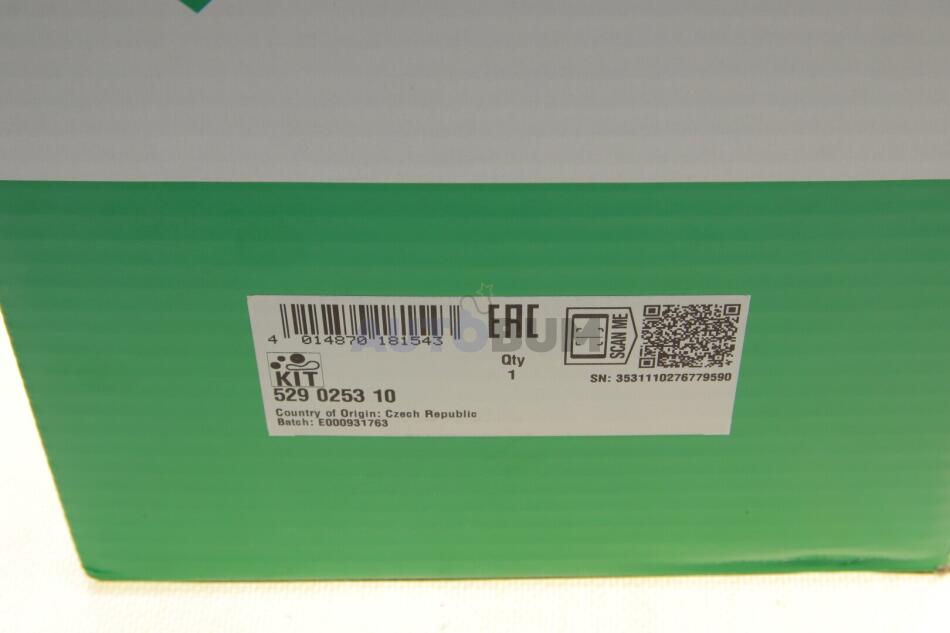 4 014870 181543
EAC
Qty
1
SCAN ME
SN: 3531110276779590
KIT
529 0253 10
Country of Origin: Czech Republic
Batch: E000931763
AUTOBUM